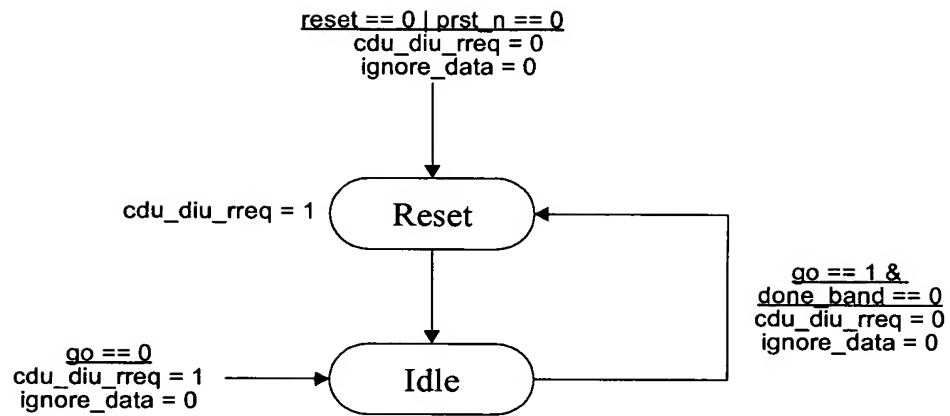 reset == 0 | prst_n == 0
cdu_diu_rreq = 0
ignore_data = 0
cdu_diu_rreq = 1
Reset
go == 1 &
done_band == 0
cdu_diu_rreq = 0
ignore_data = 0
go == 0
cdu_diu_rreq = 1
ignore_data = 0
Idle